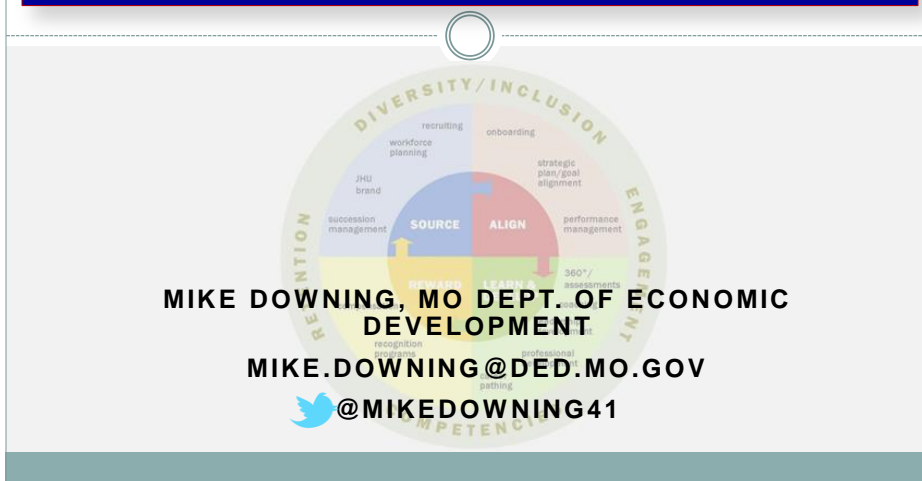 DIVERSITY/INCLUSION
recruiting
onboarding
workforce
planning
strategic
plan/goal
alignment
JHU
brand
succession
management
SOURCE
ALIGN
performance
management
RETENTION
ENGAGEMENT
REWARD
LEARN &
360°/
assessments
MIKE DOWNING, MO DEPT. OF ECONOMIC
DEVELOPMENT
recognition
programs
professional
MIKE.DOWNING@DED.MO.GOV
pathing
@MIKEDOWNING41
COMPETENCIES